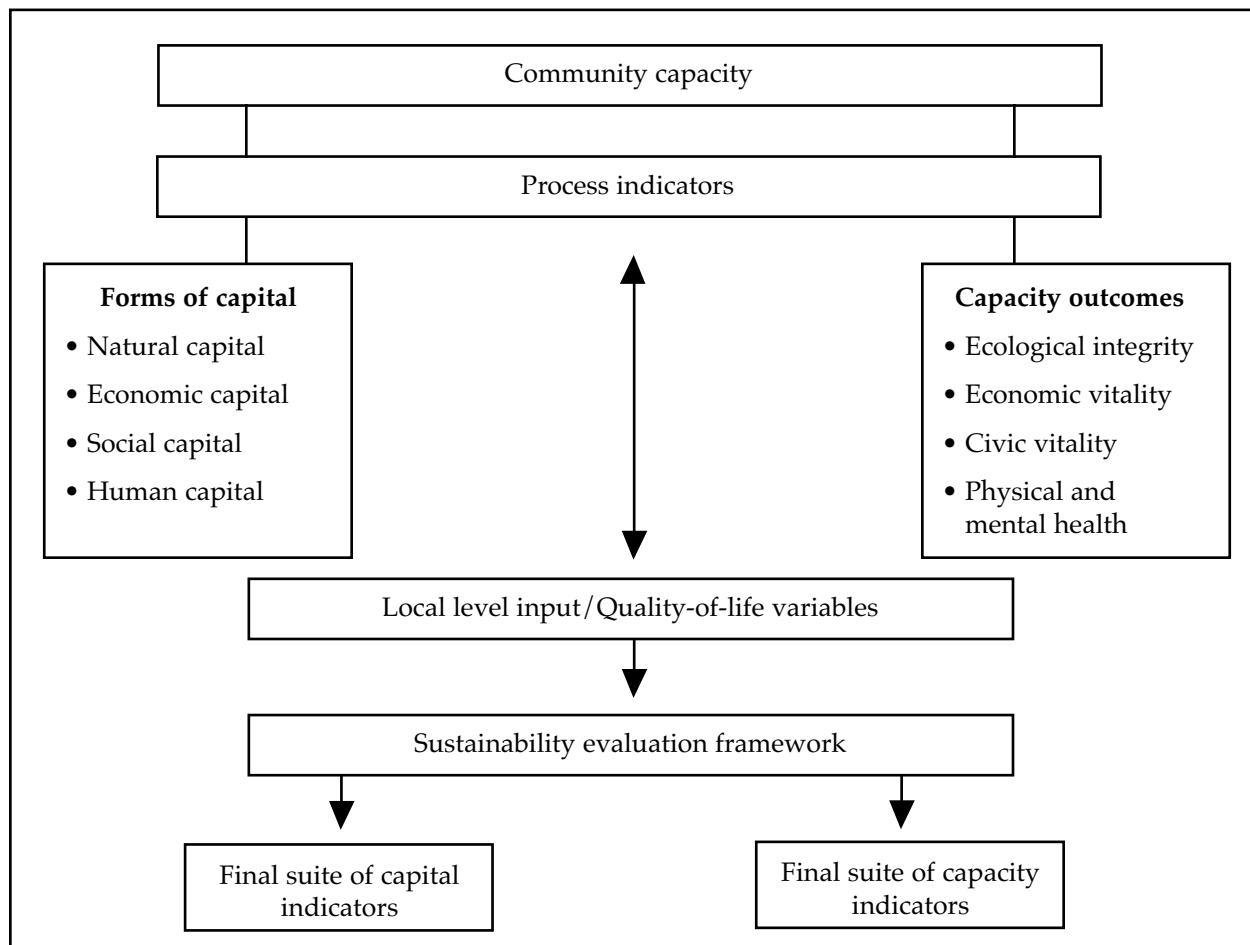 Community capacity
Process indicators
Forms of capital
• Natural capital
• Economic capital
• Social capital
• Human capital
Capacity outcomes
• Ecological integrity
• Economic vitality
• Civic vitality
• Physical and
mental health
Local level input/Quality-of-life variables
Sustainability evaluation framework
Final suite of capital
indicators
Final suite of capacity
indicators